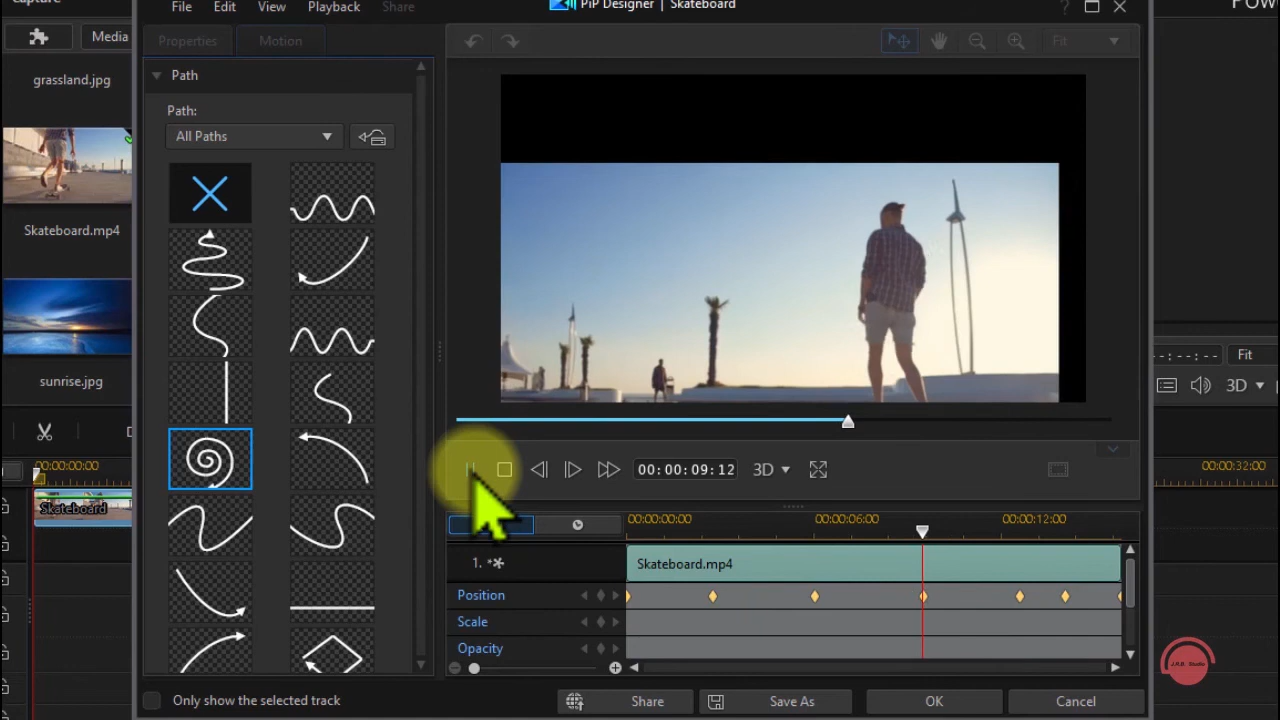 Capture
File Edit View Playback Share
PiP Designer | Skateboard
?
POW
Media
Properties
Motion
Fit
grassland.jpg
Path
Path:
All Paths
Skateboard.mp4
sunrise.jpg
--:--:--
Fit
3D
00:00:00:00
00:00:09:12
3D
00:00:32:00
Skateboard
00:00:00:00
00:00:06:00
00:00:12:00
1. *
Skateboard.mp4
Position
Scale
Opacity
J.R.B. Studio
Only show the selected track
Share
Save As
OK
Cancel